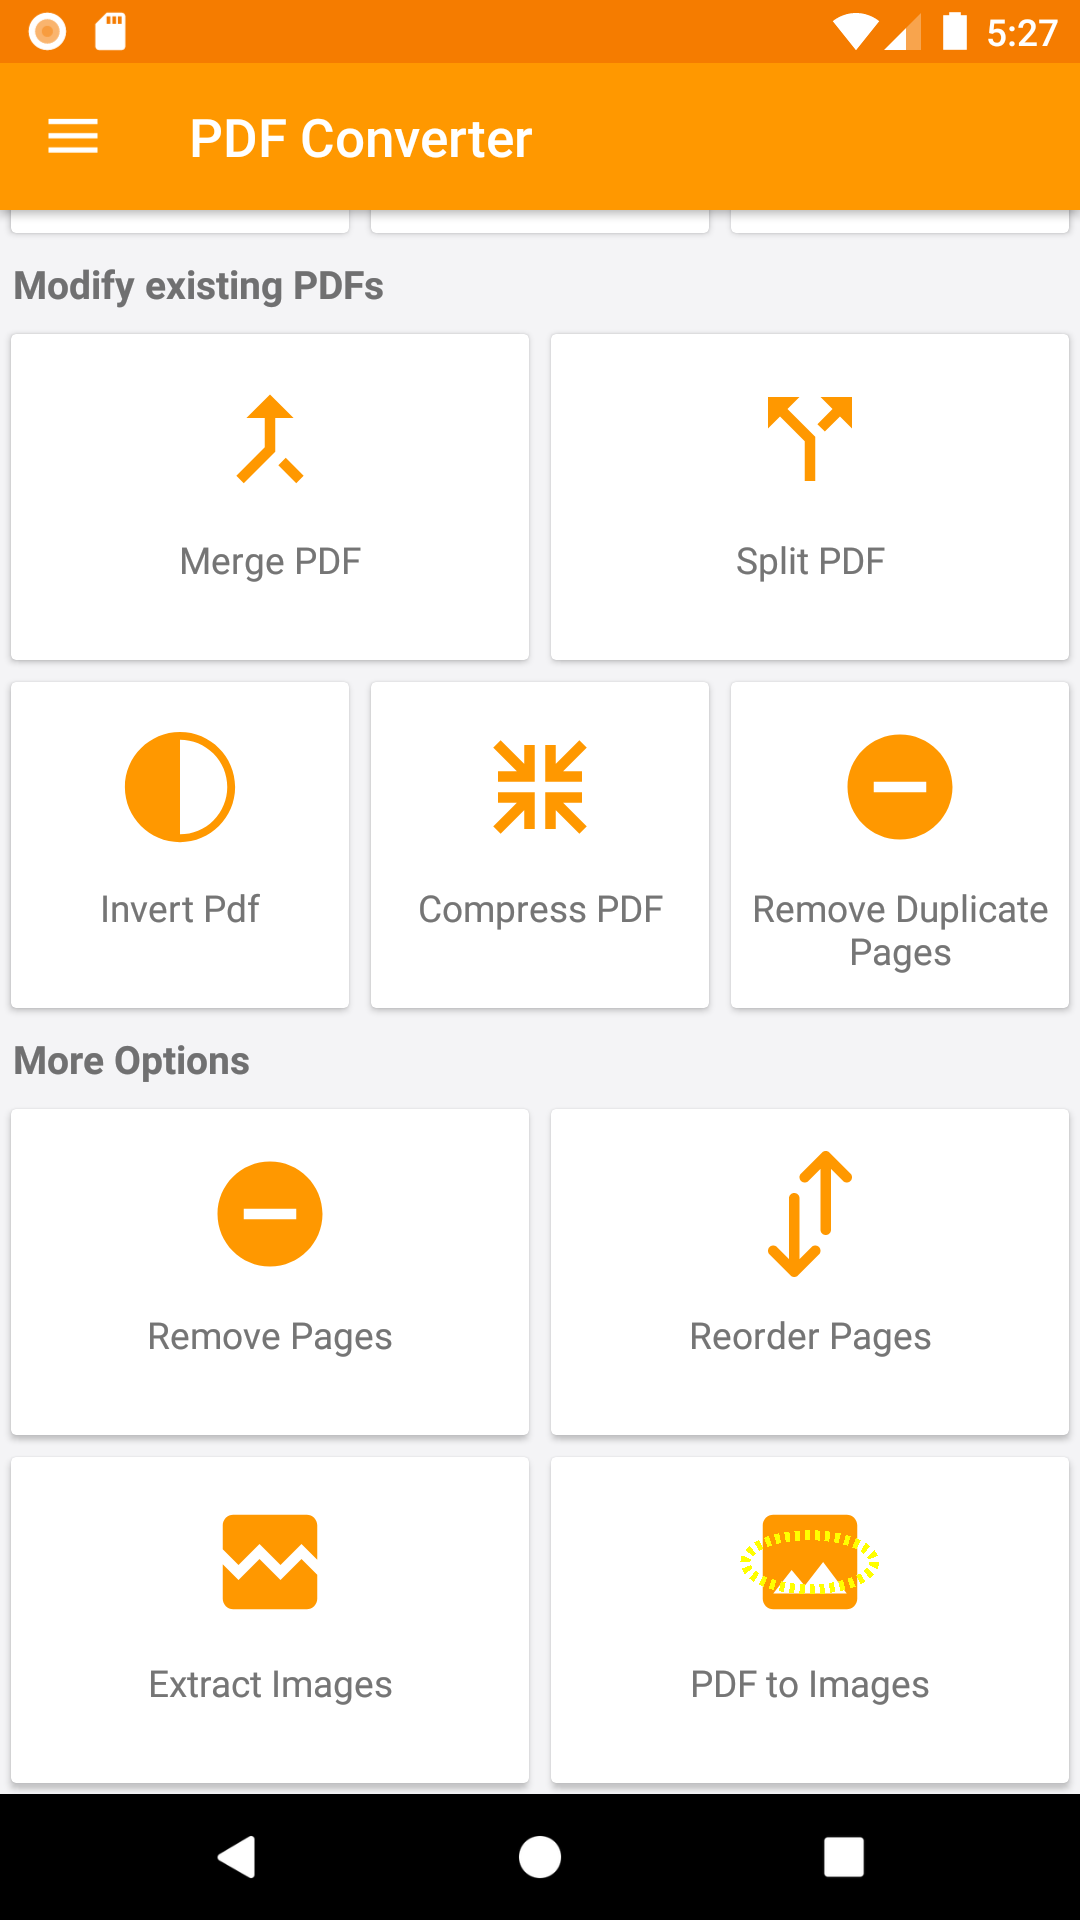 5:27
PDF Converter
Modify existing PDFs
Merge PDF
Split PDF
Invert Pdf
Compress PDF
Remove Duplicate
Pages
More Options
Remove Pages
Reorder Pages
Extract Images
PDF to Images